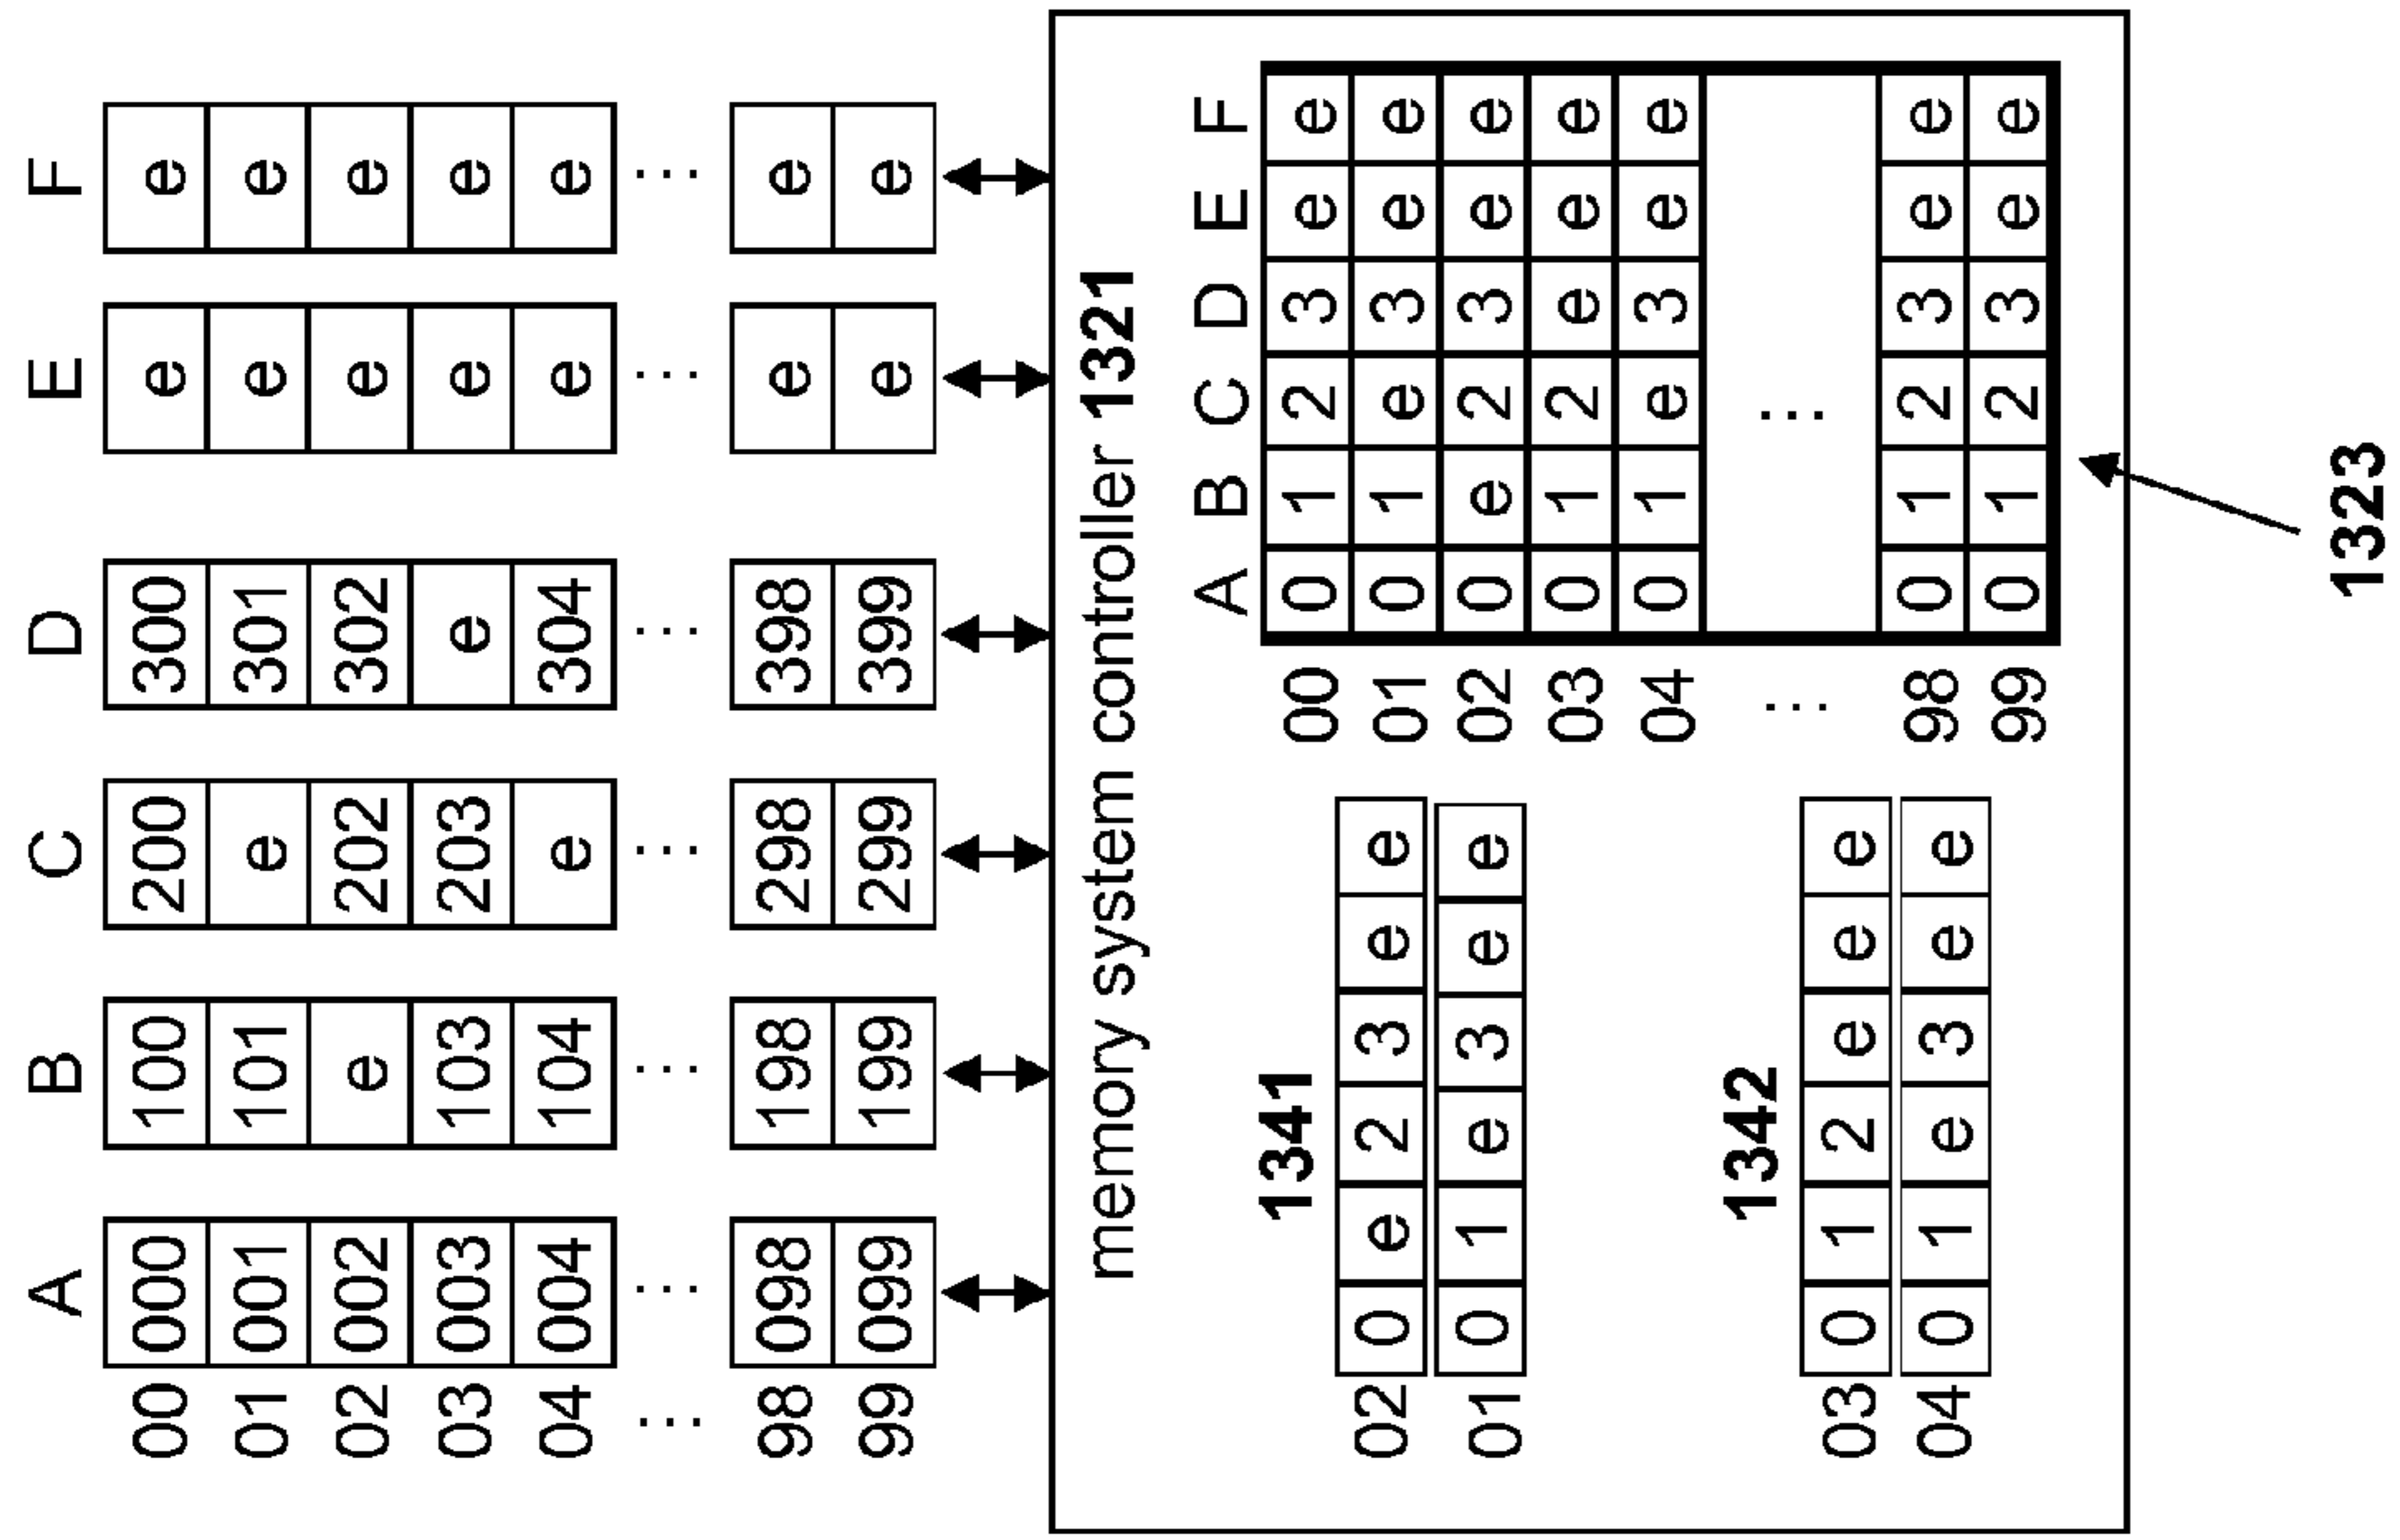 A B C D E F
00 000 100 200 300 e e
01 001 101 e 301 e e
02 002 e 202 302 e e
03 003 103 203 e e e
04 004 104 e 304 e e
... ... ... ... ... ... ...
98 098 198 298 398 e e
99 099 199 299 399 e e
memory system controller 1321
1341
02 0 e 2 3 e e
01 0 1 e 3 e e
1342
03 0 1 2 e e e
04 0 1 e 3 e e
A B C D E F
00 0 1 2 3 e e
01 0 1 e 3 e e
02 0 e 2 3 e e
03 0 1 2 e e e
04 0 1 e 3 e e
... ...
98 0 1 2 3 e e
99 0 1 2 3 e e
1323